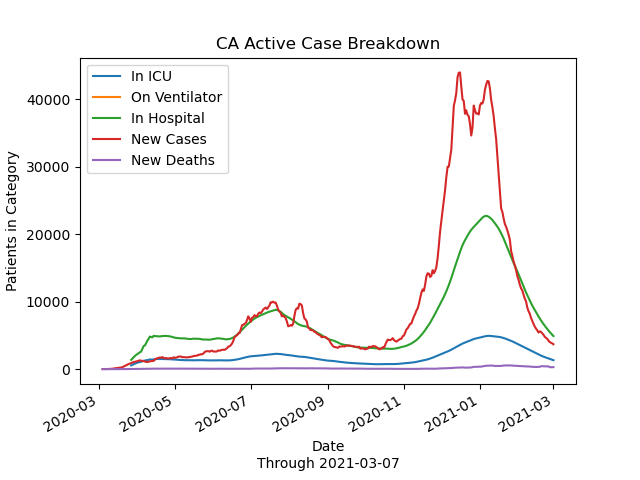 CA Active Case Breakdown
In ICU
On Ventilator
In Hospital
New Cases
New Deaths
Patients in Category
40000
30000
20000
10000
0
2020-03
2020-05
2020-07
2020-09
2020-11
2021-01
2021-03
Date
Through 2021-03-07